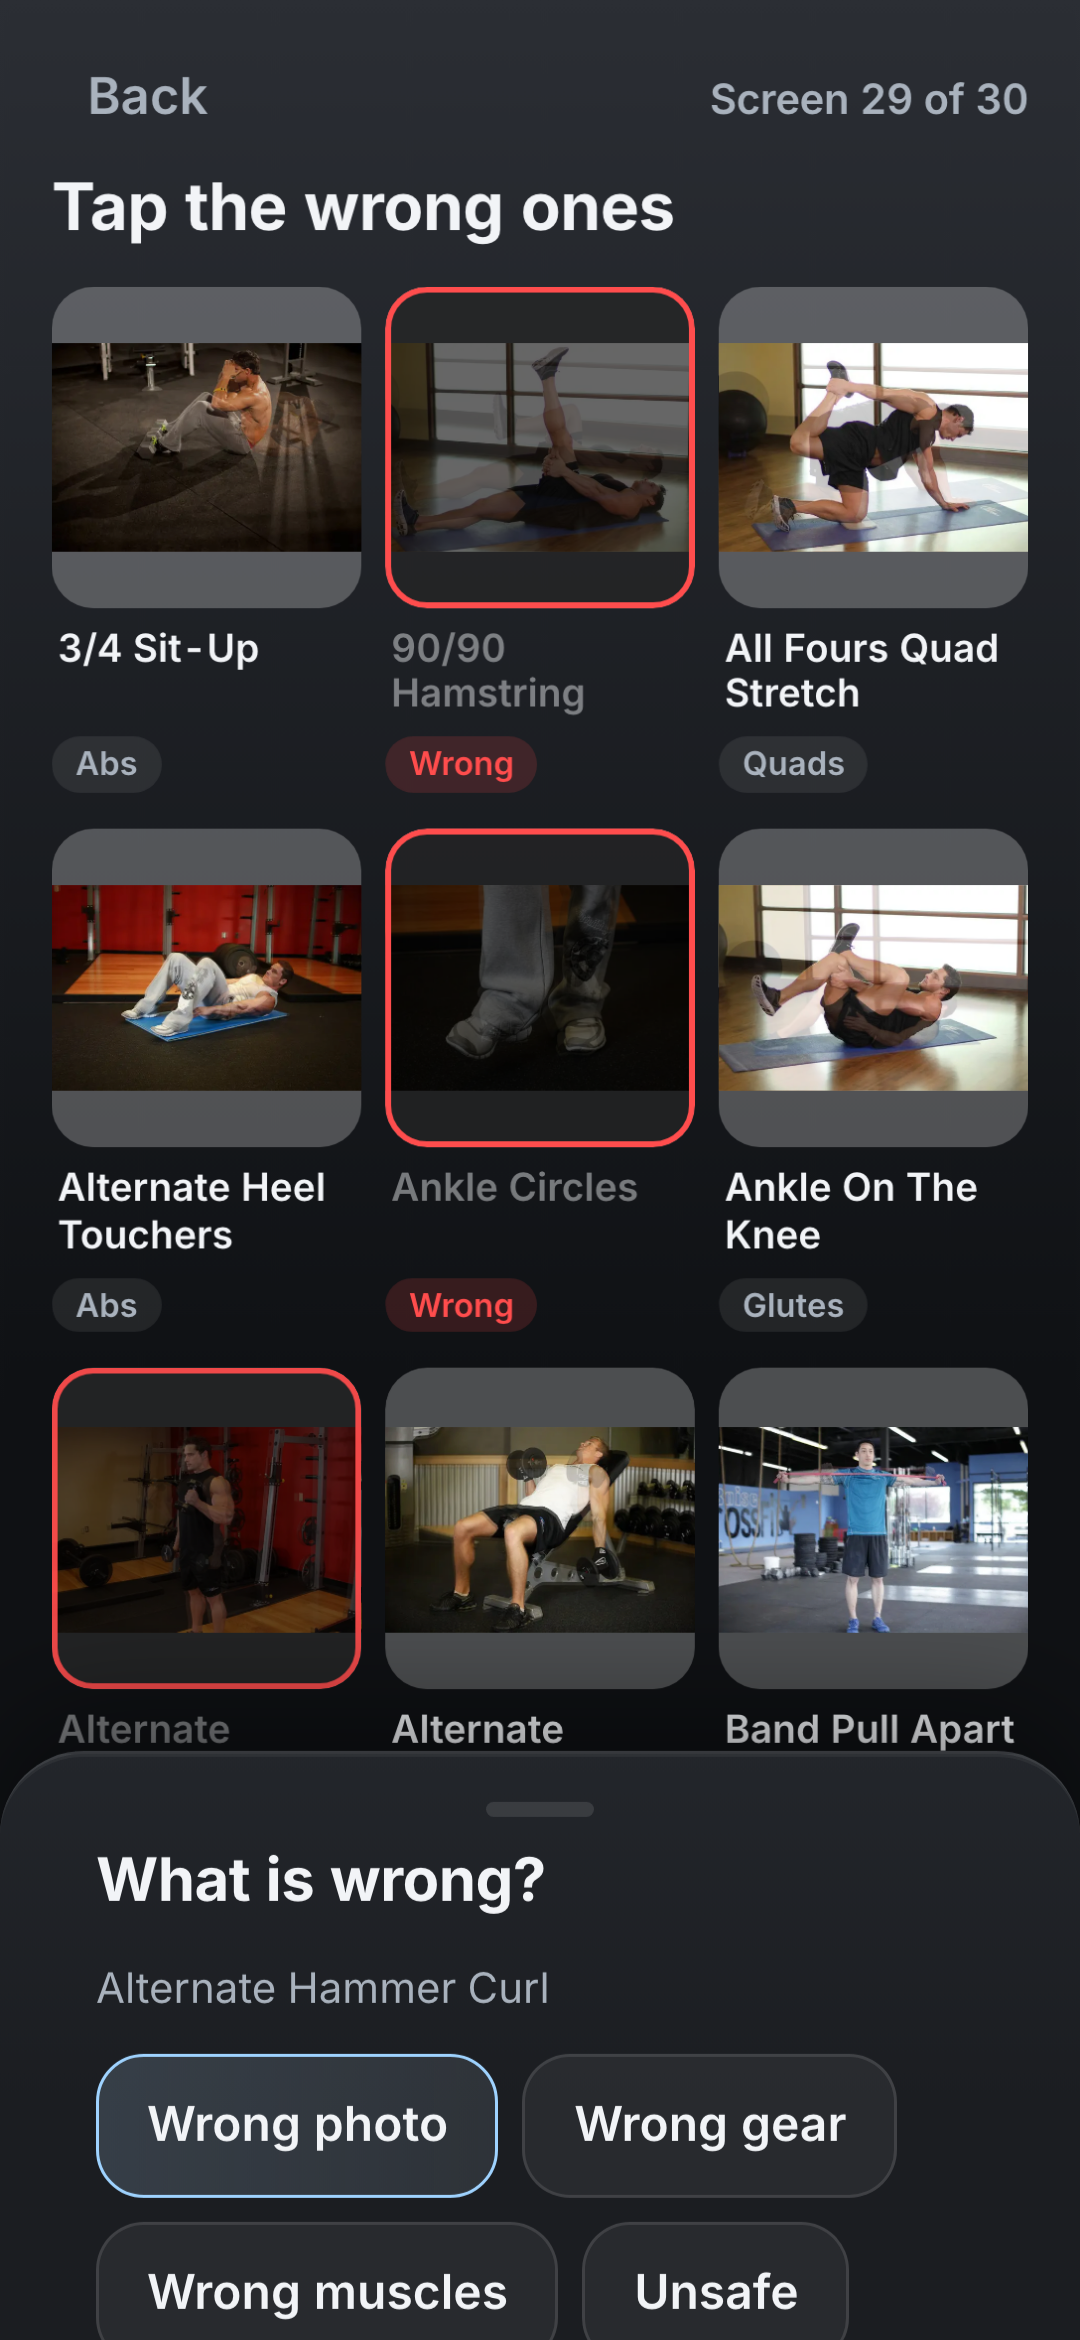 Back
Screen 29 of 30
Tap the wrong ones
3/4 Sit-Up
90/90
Hamstring
All Fours Quad
Stretch
Abs
Wrong
Quads
Alternate Heel
Touchers
Ankle Circles
Ankle On The
Knee
Abs
Wrong
Glutes
Alternate
Alternate
Band Pull Apart
What is wrong?
Alternate Hammer Curl
Wrong photo
Wrong gear
Wrong muscles
Unsafe